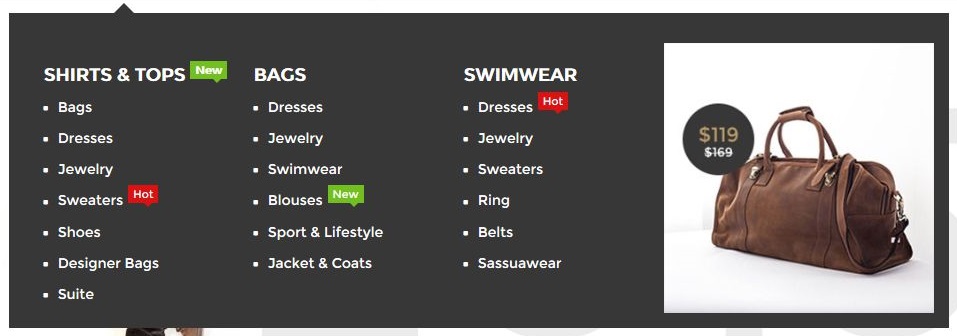 SHIRTS & TOPS New
Bags
Dresses
Jewelry
Sweaters Hot
Shoes
Designer Bags
Suite
BAGS
Dresses
Jewelry
Swimwear
Blouses New
Sport & Lifestyle
Jacket & Coats
SWIMWEAR
Dresses Hot
Jewelry
Sweaters
Ring
Belts
Sassuawear
$119
$169